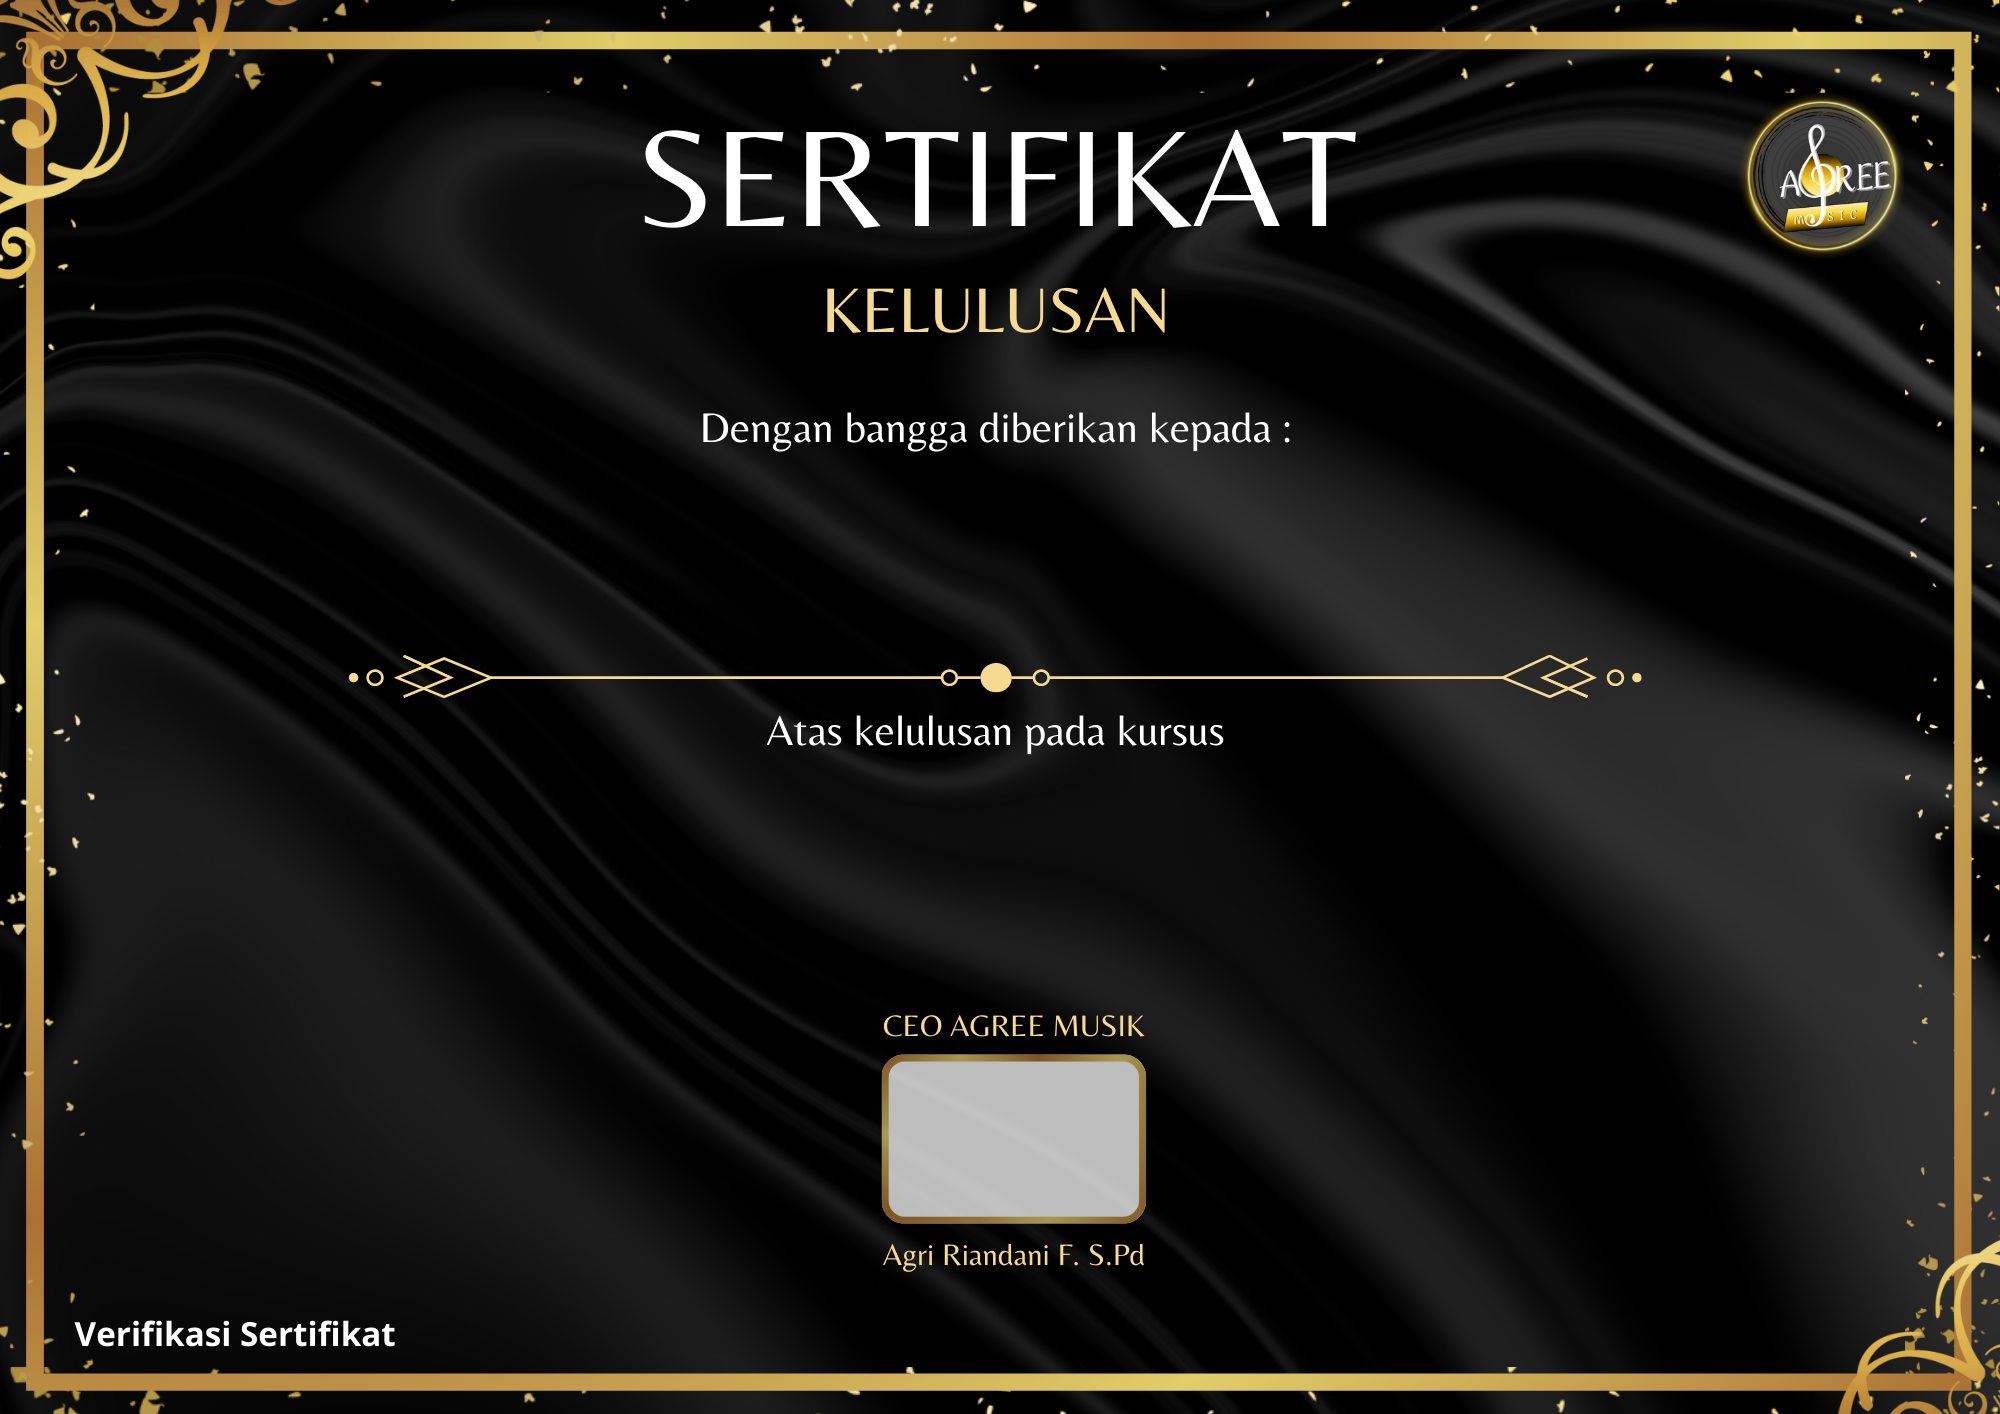 SERTIFIKAT
AGREE
MUSIC
KELULUSAN
Dengan bangga diberikan kepada :
Atas kelulusan pada kursus
CEO AGREE MUSIK
Agri Riandani F. S.Pd
Verifikasi Sertifikat